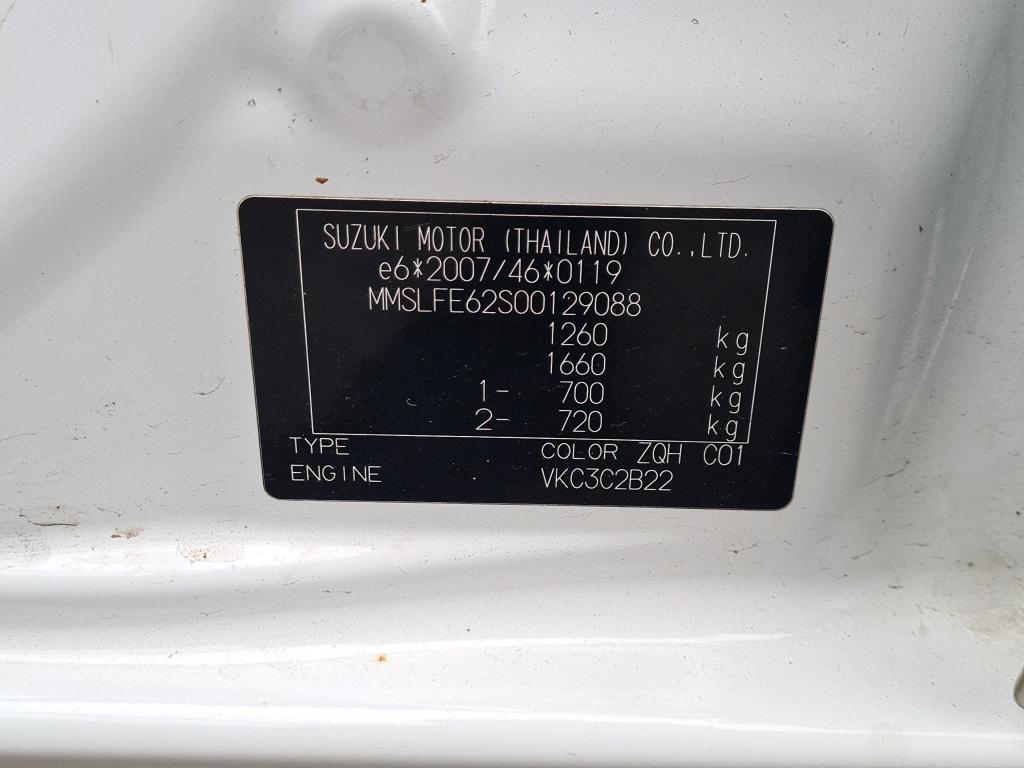 SUZUKI MOTOR (THAILAND) CO.,LTD.
e6*2007/46*0119
MMSLFE62S00129088
1260 kg
1660 kg
1- 700 kg
2- 720 kg
TYPE COLOR ZQH C01
ENGINE VKC3C2B22